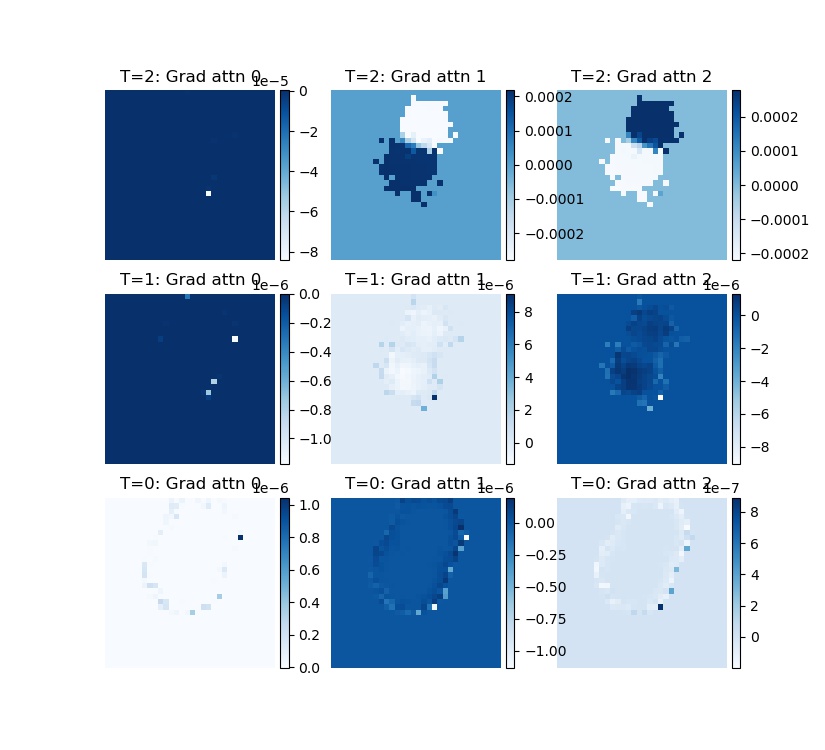 T=2: Grad attn 0
1e−5
0
−2
−4
−6
−8
T=2: Grad attn 1
0.0002
0.0001
0.0000
−0.0001
−0.0002
T=2: Grad attn 2
0.0002
0.0001
0.0000
−0.0001
−0.0002
T=1: Grad attn 0
1e−6
0.0
−0.2
−0.4
−0.6
−0.8
−1.0
T=1: Grad attn 1
1e−6
8
6
4
2
0
T=1: Grad attn 2
1e−6
0
−2
−4
−6
−8
T=0: Grad attn 0
1e−6
1.0
0.8
0.6
0.4
0.2
0.0
T=0: Grad attn 1
1e−6
0.00
−0.25
−0.50
−0.75
−1.00
T=0: Grad attn 2
1e−7
8
6
4
2
0